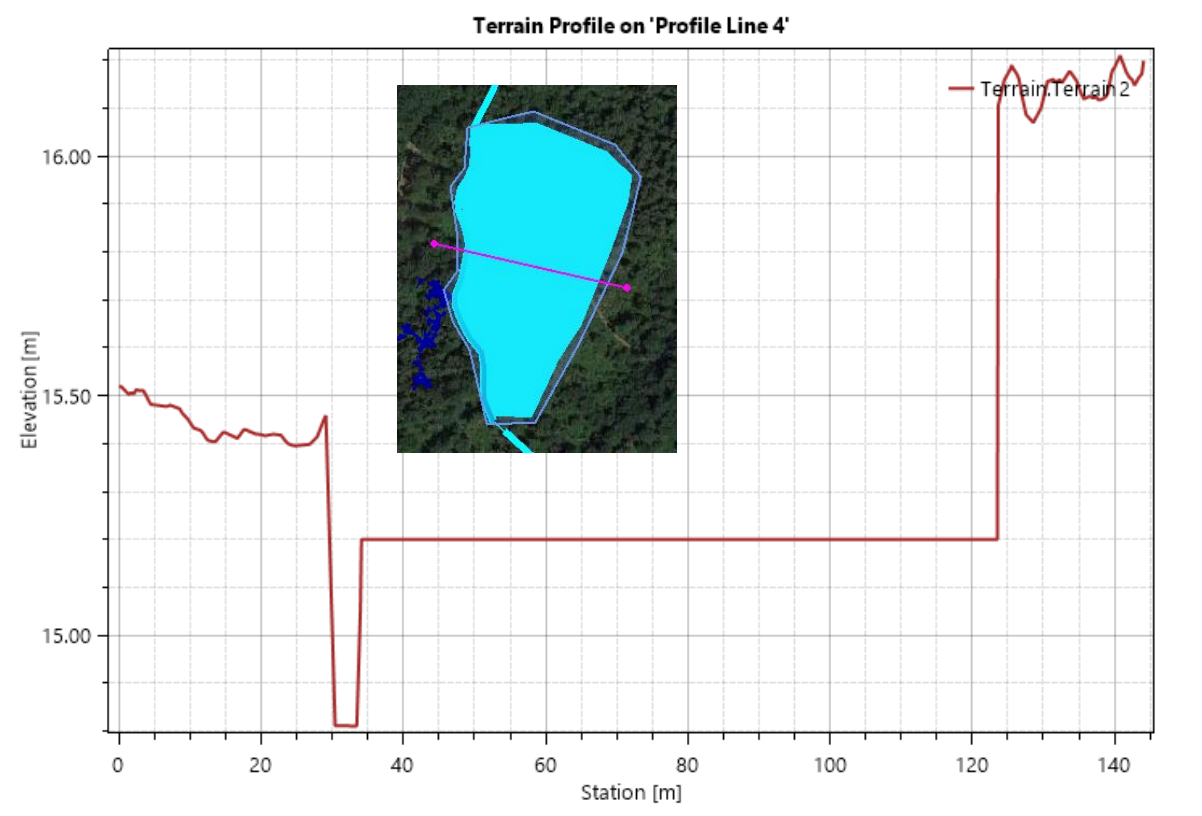 Terrain Profile on 'Profile Line 4'
Terrain.Terrain 2
16.00
15.50
15.00
Elevation [m]
0 20 40 60 80 100 120 140
Station [m]